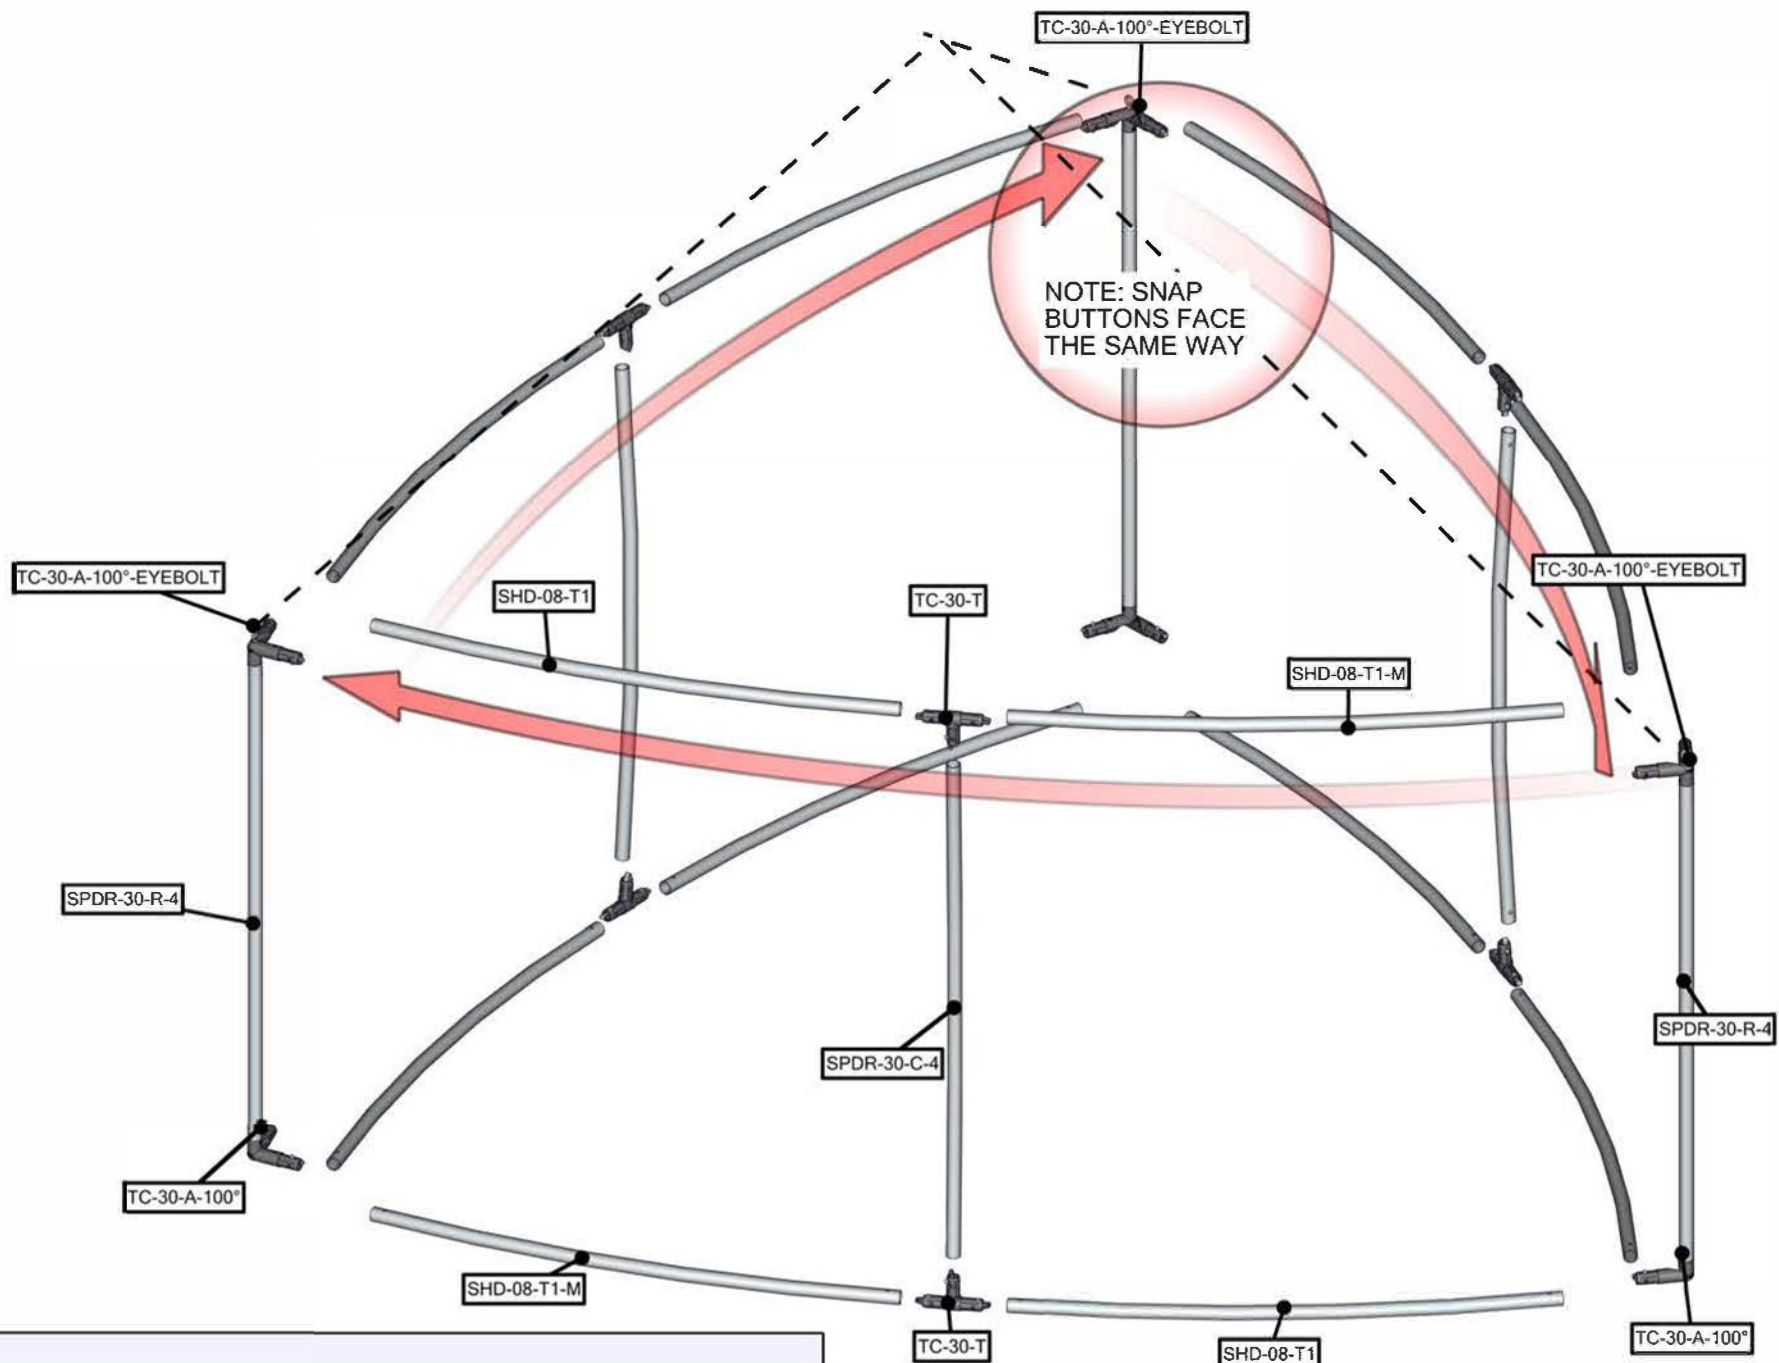 TC-30-A-100°-EYEBOLT
NOTE: SNAP
BUTTONS FACE
THE SAME WAY
TC-30-A-100°-EYEBOLT
SHD-08-T1
TC-30-T
TC-30-A-100°-EYEBOLT
SHD-08-T1-M
SPDR-30-R-4
SPDR-30-C-4
SPDR-30-R-4
TC-30-A-100°
SHD-08-T1-M
TC-30-T
SHD-08-T1
TC-30-A-100°